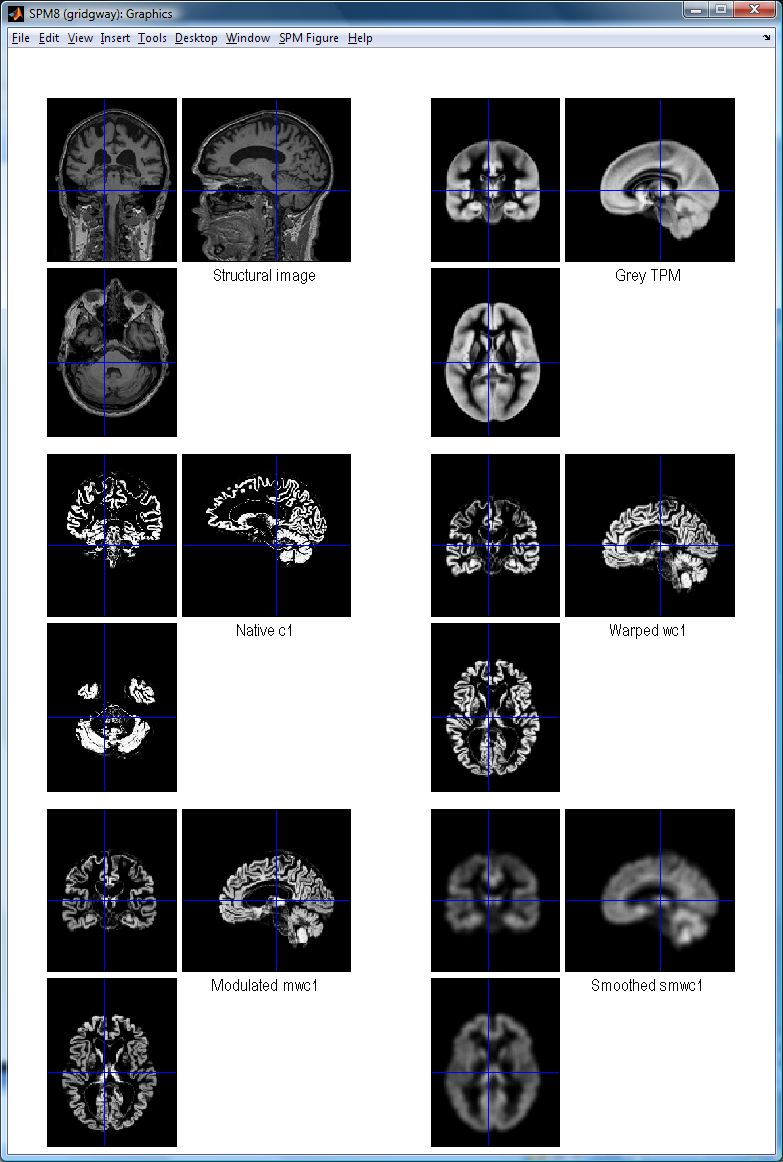 SPM8 (gridgway): Graphics
File Edit View Insert Tools Desktop Window SPM Figure Help
Structural image
Grey TPM
Native c1
Warped wc1
Modulated mwc1
Smoothed smwc1